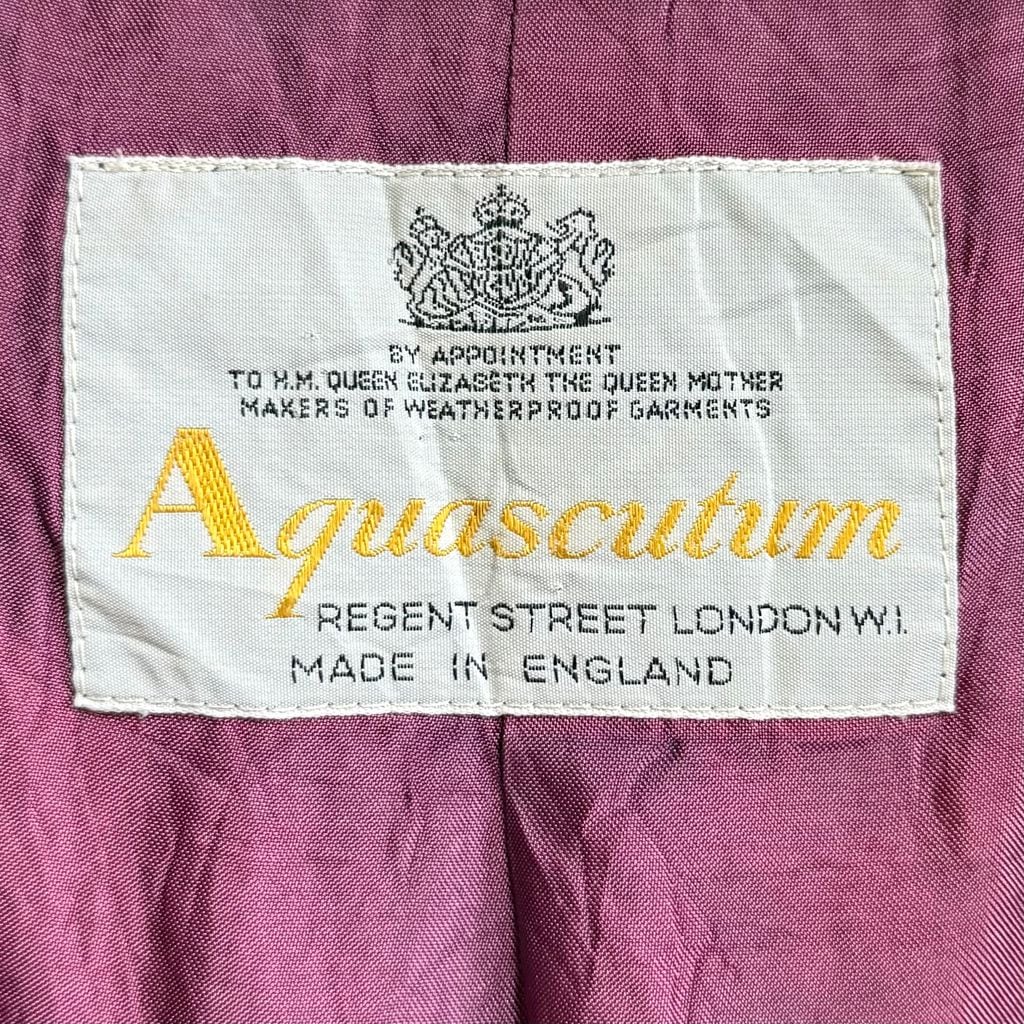 BY APPOINTMENT
TO H.M. QUEEN ELIZABETH THE QUEEN MOTHER
MAKERS OF WEATHERPROOF GARMENTS
Aquascutum
REGENT STREET LONDON W.I.
MADE IN ENGLAND